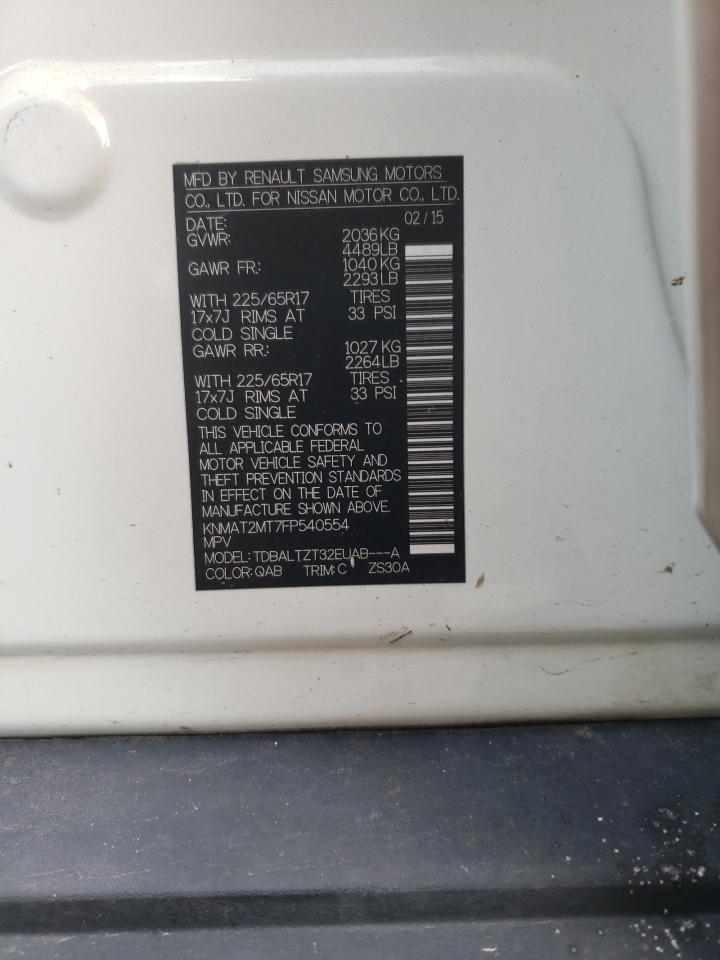 MFD BY RENAULT SAMSUNG MOTORS
CO., LTD. FOR NISSAN MOTOR CO., LTD.
DATE: 02/15
GVWR: 2036KG
4489LB
GAWR FR.: 1040KG
2293LB
WITH 225/65R17 TIRES
17x7J RIMS AT 33 PSI
COLD SINGLE
GAWR RR.: 1027KG
2264LB
WITH 225/65R17 TIRES
17x7J RIMS AT 33 PSI
COLD SINGLE
THIS VEHICLE CONFORMS TO
ALL APPLICABLE FEDERAL
MOTOR VEHICLE SAFETY AND
THEFT PREVENTION STANDARDS
IN EFFECT ON THE DATE OF
MANUFACTURE SHOWN ABOVE.
KNMAT2MT7FP540554
MPV
MODEL: TDBALTZT32EUAB---A
COLOR: QAB TRIM: C ZS30A